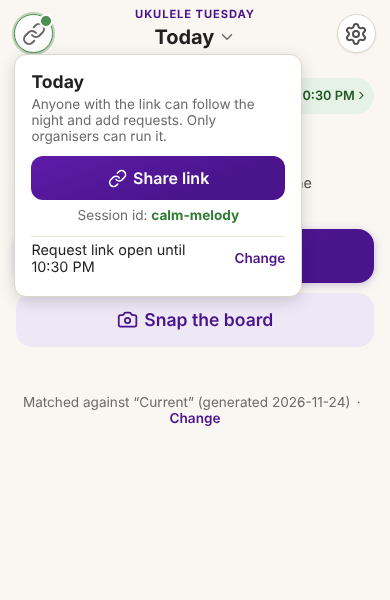 UKULELE TUESDAY
Today
Today
Anyone with the link can follow the
night and add requests. Only
organisers can run it.
0:30 PM
Share link
Session id: calm-melody
Request link open until
10:30 PM
Change
Snap the board
Matched against “Current” (generated 2026-11-24) ·
Change